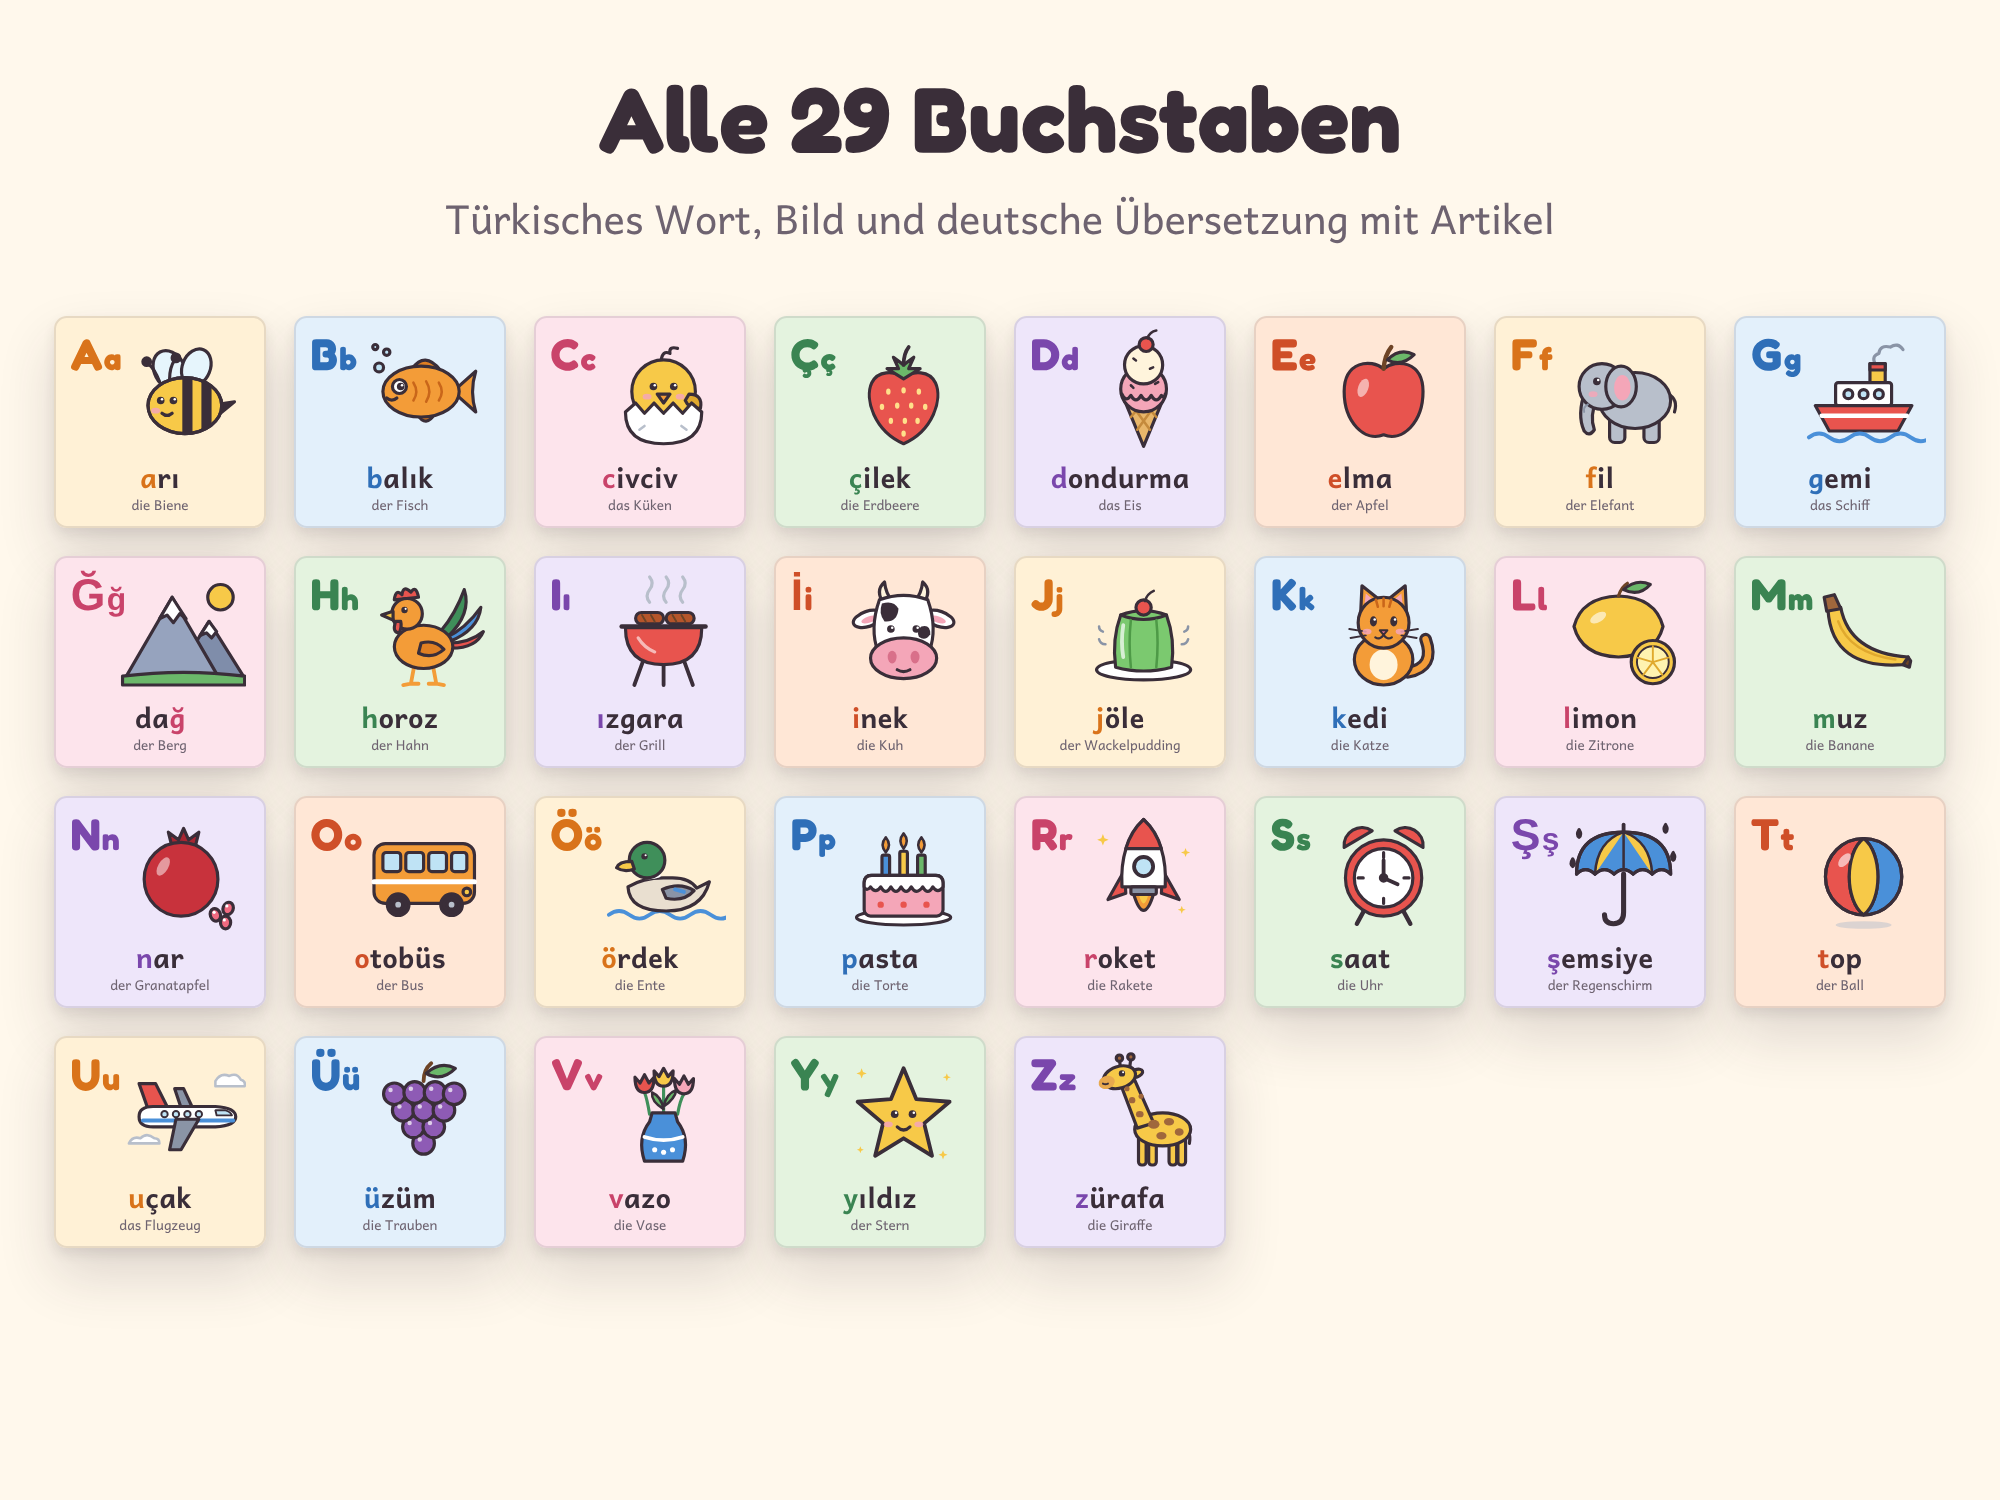 Alle 29 Buchstaben
Türkisches Wort, Bild und deutsche Übersetzung mit Artikel
Aa
arı
die Biene
Bb
balık
der Fisch
Cc
civciv
das Küken
Çç
çilek
die Erdbeere
Dd
dondurma
das Eis
Ee
elma
der Apfel
Ff
fil
der Elefant
Gg
gemi
das Schiff
Ğğ
dağ
der Berg
Hh
horoz
der Hahn
Iı
ızgara
der Grill
İi
inek
die Kuh
Jj
jöle
der Wackelpudding
Kk
kedi
die Katze
Ll
limon
die Zitrone
Mm
muz
die Banane
Nn
nar
der Granatapfel
Oo
otobüs
der Bus
Öö
ördek
die Ente
Pp
pasta
die Torte
Rr
roket
die Rakete
Ss
saat
die Uhr
Şş
şemsiye
der Regenschirm
Tt
top
der Ball
Uu
uçak
das Flugzeug
Üü
üzüm
die Trauben
Vv
vazo
die Vase
Yy
yıldız
der Stern
Zz
zürafa
die Giraffe